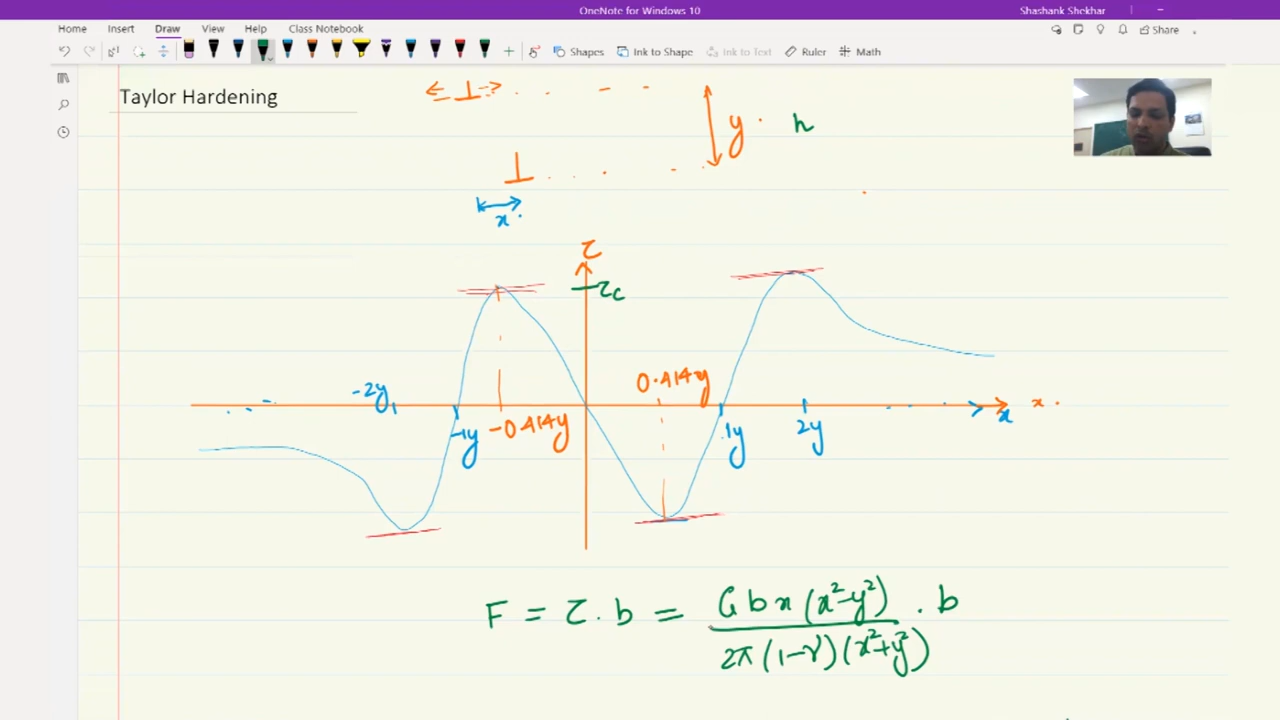 OneNote for Windows 10
Shashank Shekhar
Home Insert Draw View Help Class Notebook
Share
Shapes Ink to Shape Ink to Text Ruler Math
Taylor Hardening
⊥
y
h
⊥
x
τ
τc
0.414y
-2y
-1y
-0.414y
1y
2y
x
x
F = τ.b = Gbx(x²-y²) . b
2π(1-ν)(x²+y²)